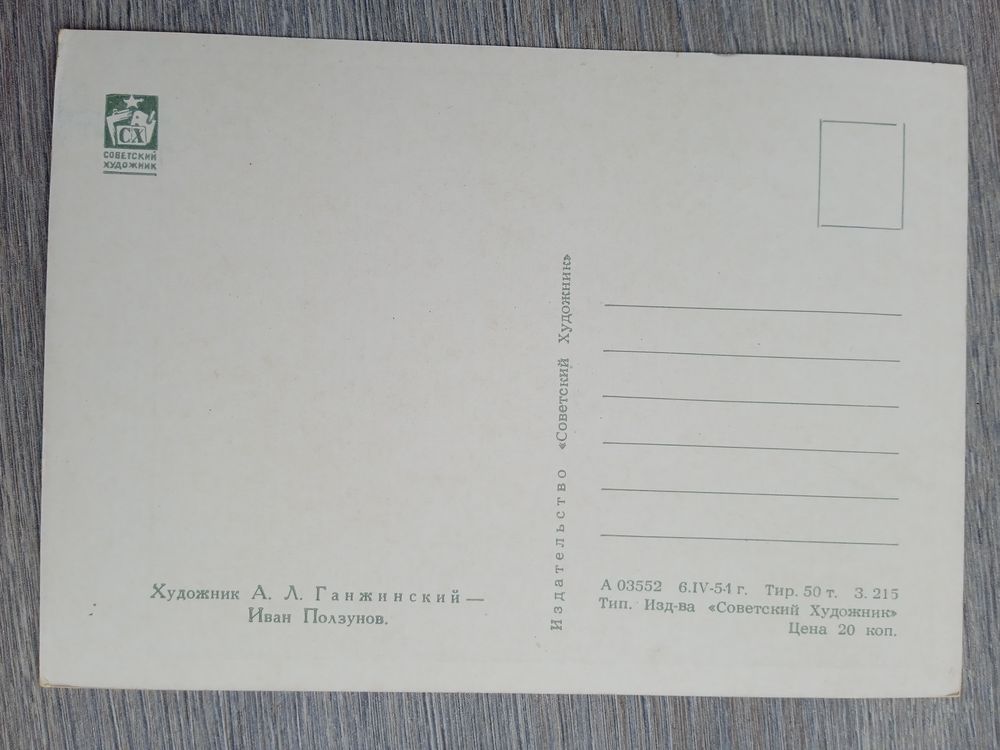 СХ
СОВЕТСКИЙ
ХУДОЖНИК
Художник А. Л. Ганжинский —
Иван Ползунов.
Издательство «Советский Художник»
А 03552 6.IV-54 г. Тир. 50 т. З. 215
Тип. Изд-ва «Советский Художник»
Цена 20 коп.